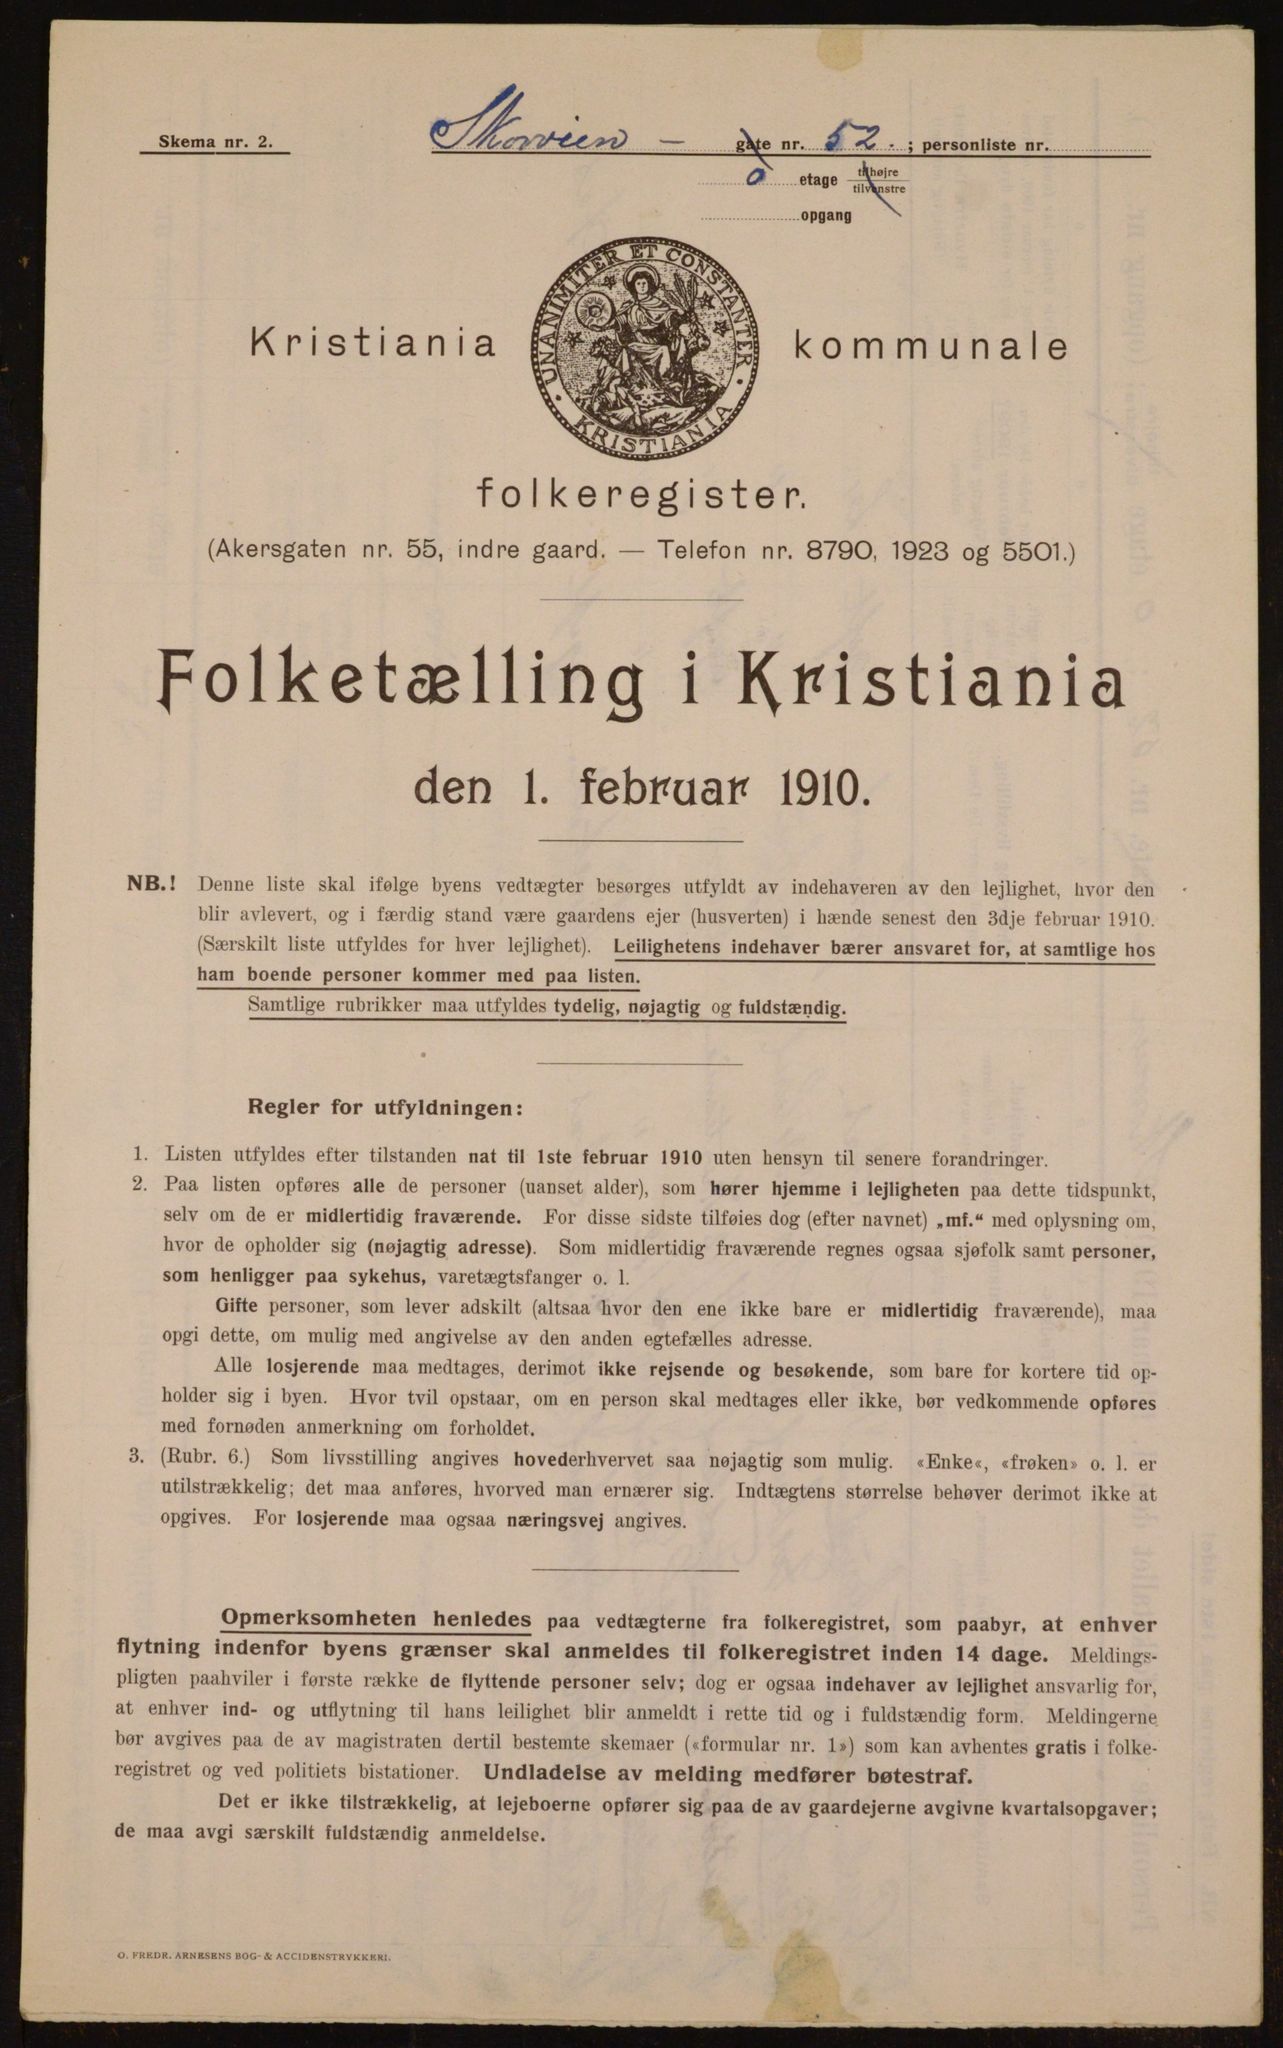 Skema nr. 2.
Skovvien – gate nr. 52. ; personliste nr.
0 etage tilhøjre
tilvenstre
opgang
UNANIMITER ET CONSTANTER · KRISTIANIA ·
Kristiania kommunale
folkeregister.
(Akersgaten nr. 55, indre gaard. — Telefon nr. 8790, 1923 og 5501.)
Folketælling i Kristiania
den 1. februar 1910.
NB.! Denne liste skal ifølge byens vedtægter besørges utfyldt av indehaveren av den lejlighet, hvor den
blir avlevert, og i færdig stand være gaardens ejer (husverten) i hænde senest den 3dje februar 1910.
(Særskilt liste utfyldes for hver lejlighet). Leilighetens indehaver bærer ansvaret for, at samtlige hos
ham boende personer kommer med paa listen.
Samtlige rubrikker maa utfyldes tydelig, nøjagtig og fuldstændig.
Regler for utfyldningen:
1. Listen utfyldes efter tilstanden nat til 1ste februar 1910 uten hensyn til senere forandringer.
2. Paa listen opføres alle de personer (uanset alder), som hører hjemme i lejligheten paa dette tidspunkt,
selv om de er midlertidig fraværende. For disse sidste tilføies dog (efter navnet) „mf.“ med oplysning om,
hvor de opholder sig (nøjagtig adresse). Som midlertidig fraværende regnes ogsaa sjøfolk samt personer,
som henligger paa sykehus, varetægtsfanger o. l.
Gifte personer, som lever adskilt (altsaa hvor den ene ikke bare er midlertidig fraværende), maa
opgi dette, om mulig med angivelse av den anden egtefælles adresse.
Alle losjerende maa medtages, derimot ikke rejsende og besøkende, som bare for kortere tid op-
holder sig i byen. Hvor tvil opstaar, om en person skal medtages eller ikke, bør vedkommende opføres
med fornøden anmerkning om forholdet.
3. (Rubr. 6.) Som livsstilling angives hovederhvervet saa nøjagtig som mulig. «Enke«, «frøken» o. l. er
utilstrækkelig; det maa anføres, hvorved man ernærer sig. Indtægtens størrelse behøver derimot ikke at
opgives. For losjerende maa ogsaa næringsvej angives.
Opmerksomheten henledes paa vedtægterne fra folkeregistret, som paabyr, at enhver
flytning indenfor byens grænser skal anmeldes til folkeregistret inden 14 dage. Meldings-
pligten paahviler i første række de flyttende personer selv; dog er ogsaa indehaver av lejlighet ansvarlig for,
at enhver ind- og utflytning til hans leilighet blir anmeldt i rette tid og i fuldstændig form. Meldingerne
bør avgives paa de av magistraten dertil bestemte skemaer («formular nr. 1») som kan avhentes gratis i folke-
registret og ved politiets bistationer. Undladelse av melding medfører bøtestraf.
Det er ikke tilstrækkelig, at lejeboerne opfører sig paa de av gaardejerne avgivne kvartalsopgaver;
de maa avgi særskilt fuldstændig anmeldelse.
O. FREDR. ARNESENS BOG- & ACCIDENSTRYKKERI.